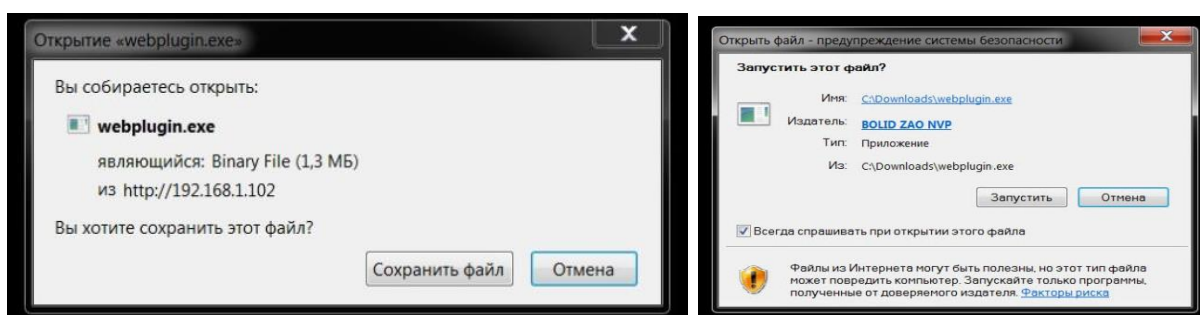 Открытие «webplugin.exe»
X
Вы собираетесь открыть:
webplugin.exe
являющийся: Binary File (1,3 МБ)
из http://192.168.1.102
Вы хотите сохранить этот файл?
Сохранить файл
Отмена
Открыть файл - предупреждение системы безопасности
X
Запустить этот файл?
Имя: C:\Downloads\webplugin.exe
Издатель: BOLID ZAO NVP
Тип: Приложение
Из: C:\Downloads\webplugin.exe
Запустить
Отмена
Всегда спрашивать при открытии этого файла
Файлы из Интернета могут быть полезны, но этот тип файла
может повредить компьютер. Запускайте только программы,
полученные от доверяемого издателя. Факторы риска